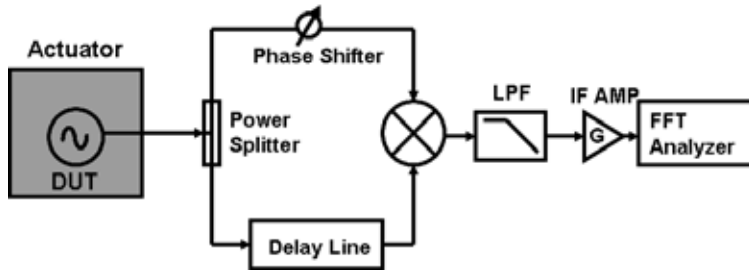 Actuator
DUT
Power
Splitter
Phase Shifter
Delay Line
LPF
IF AMP
G
FFT
Analyzer